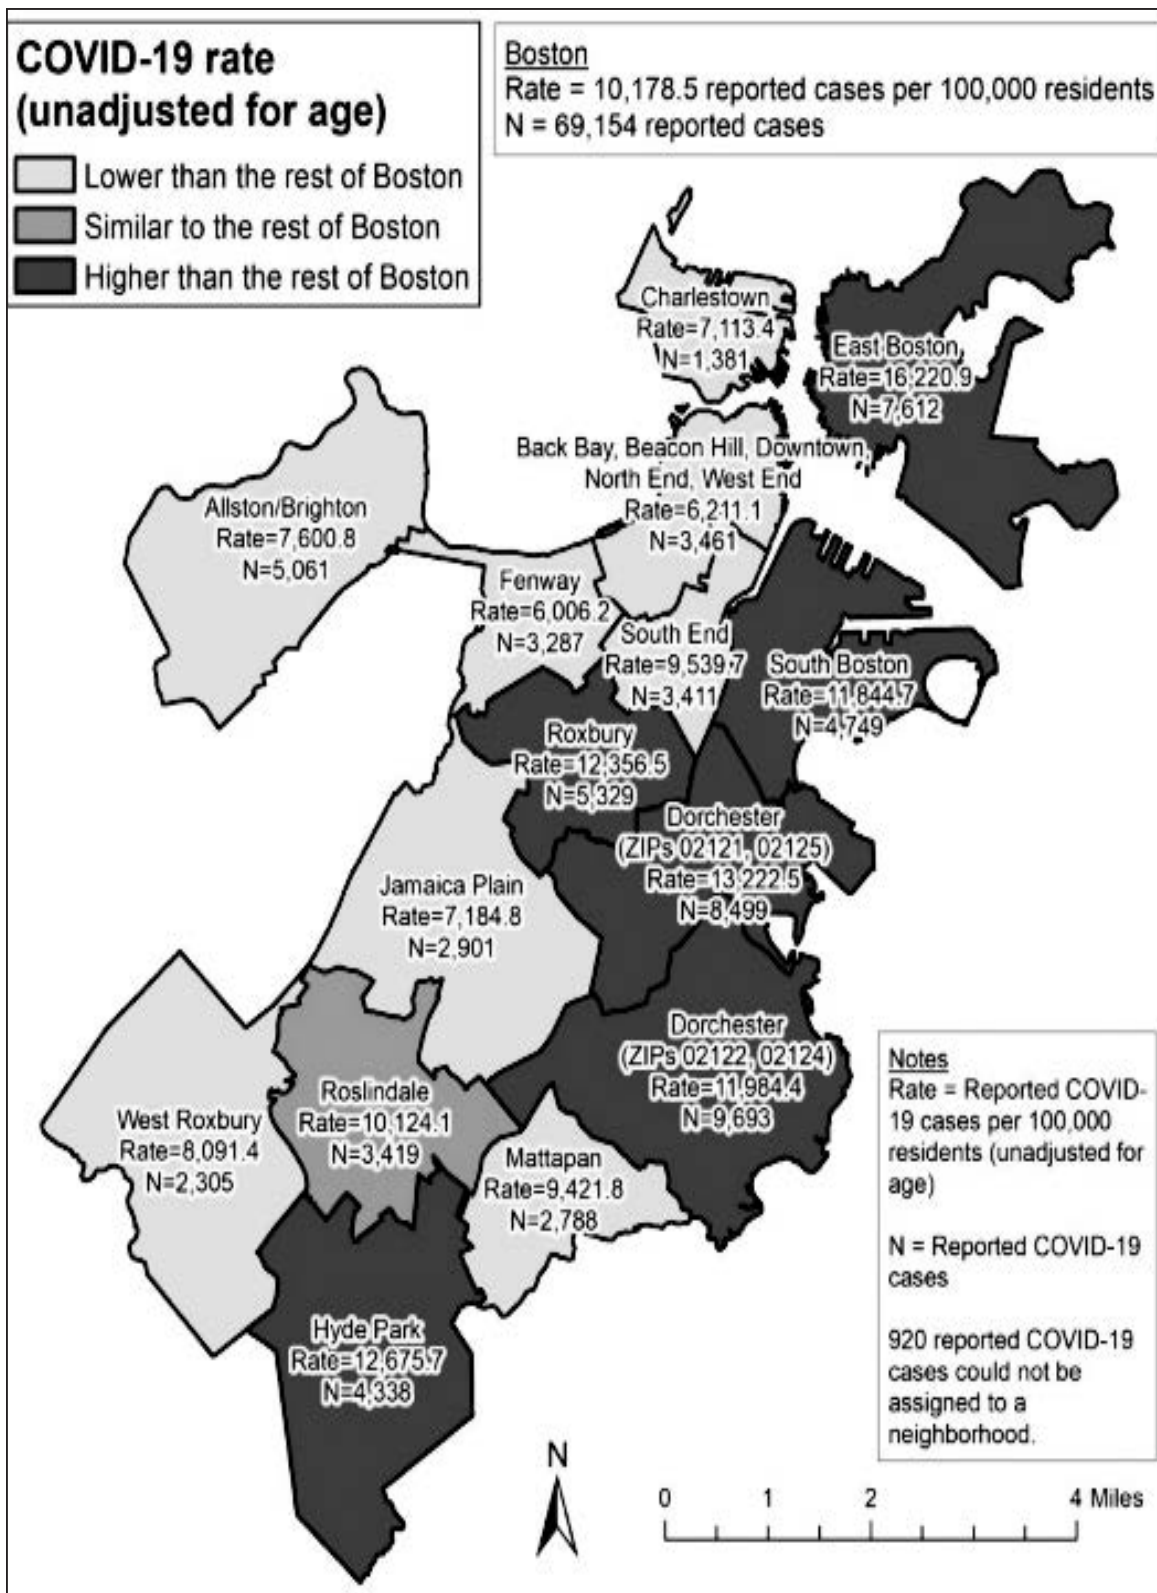 COVID-19 rate
(unadjusted for age)
Lower than the rest of Boston
Similar to the rest of Boston
Higher than the rest of Boston
Boston
Rate = 10,178.5 reported cases per 100,000 residents
N = 69,154 reported cases
Charlestown
Rate=7,113.4
N=1,381
East Boston
Rate=16,220.9
N=7,612
Back Bay, Beacon Hill, Downtown,
North End, West End
Rate=6,211.1
N=3,461
Allston/Brighton
Rate=7,600.8
N=5,061
Fenway
Rate=6,006.2
N=3,287
South End
Rate=9,539.7
N=3,411
South Boston
Rate=11,844.7
N=4,749
Roxbury
Rate=12,356.5
N=5,329
Dorchester
(ZIPs 02121, 02125)
Rate=13,222.5
N=8,499
Jamaica Plain
Rate=7,184.8
N=2,901
Dorchester
(ZIPs 02122, 02124)
Rate=11,984.4
N=9,693
Roslindale
Rate=10,124.1
N=3,419
West Roxbury
Rate=8,091.4
N=2,305
Mattapan
Rate=9,421.8
N=2,788
Hyde Park
Rate=12,675.7
N=4,338
Notes
Rate = Reported COVID-
19 cases per 100,000
residents (unadjusted for
age)
N = Reported COVID-19
cases
920 reported COVID-19
cases could not be
assigned to a
neighborhood.
N
0 1 2 4 Miles